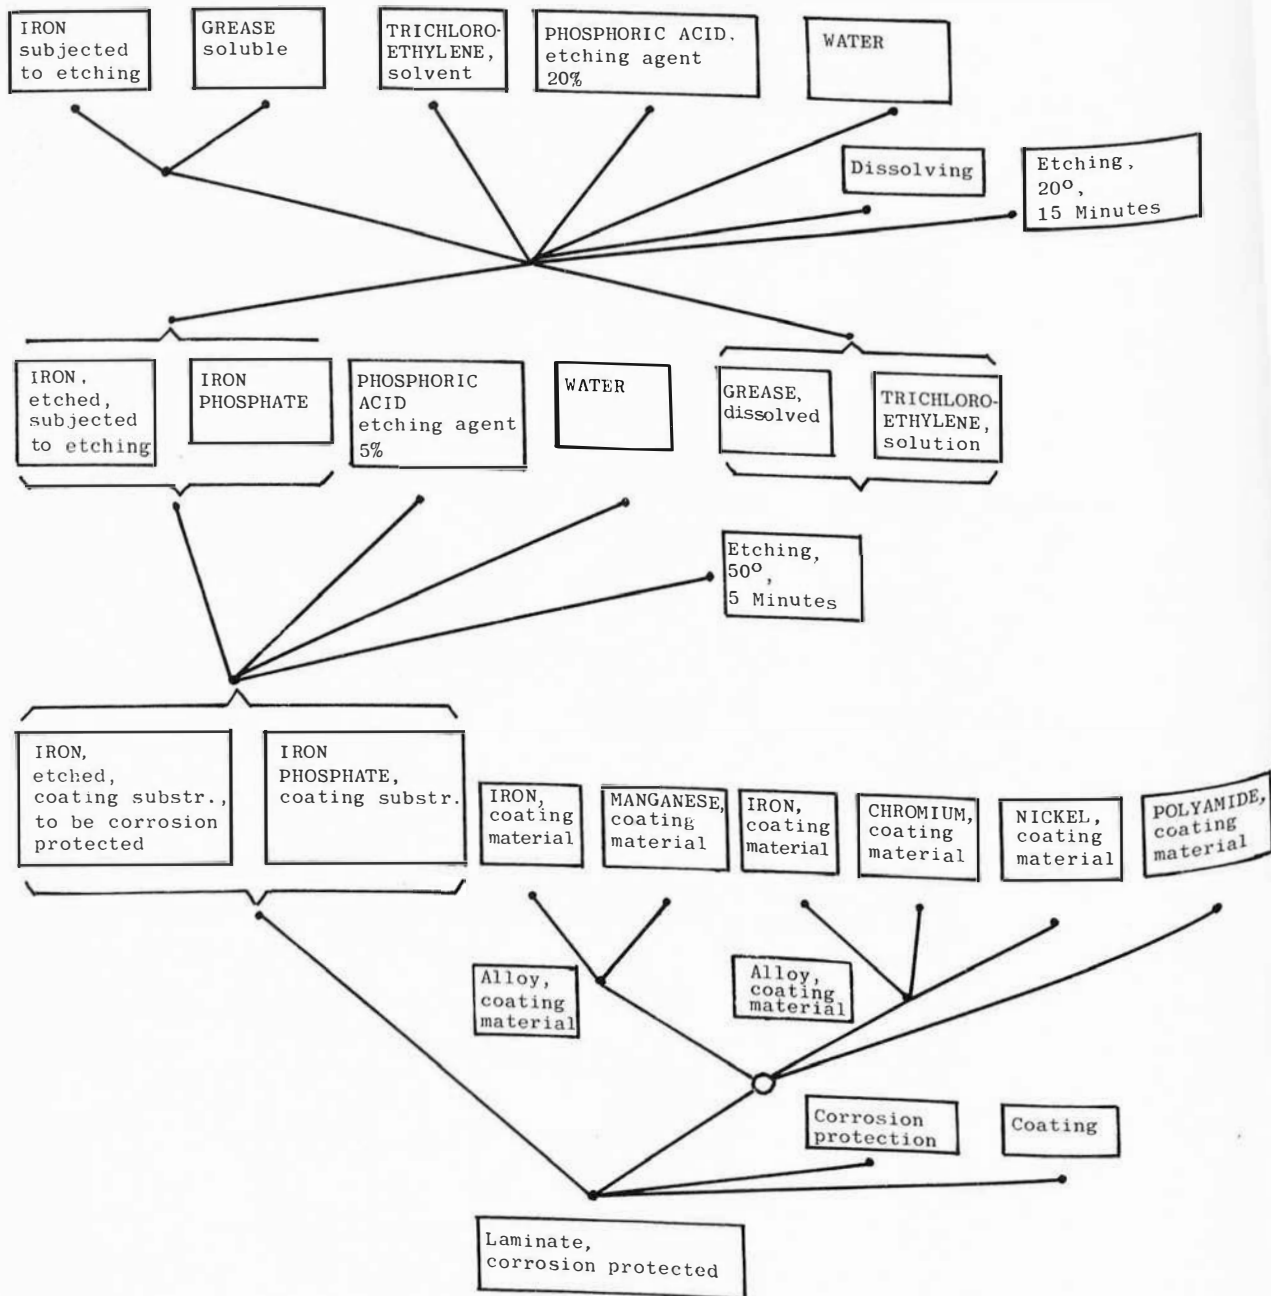 IRON
subjected
to etching
GREASE
soluble
TRICHLORO-
ETHYLENE,
solvent
PHOSPHORIC ACID,
etching agent
20%
WATER
Dissolving
Etching,
20°,
15 Minutes
IRON,
etched,
subjected
to etching
IRON
PHOSPHATE
PHOSPHORIC
ACID
etching agent
5%
WATER
GREASE,
dissolved
TRICHLORO-
ETHYLENE,
solution
Etching,
50°,
5 Minutes
IRON,
etched,
coating substr.,
to be corrosion
protected
IRON
PHOSPHATE,
coating substr.
IRON,
coating
material
MANGANESE,
coating
material
IRON,
coating
material
CHROMIUM,
coating
material
NICKEL,
coating
material
POLYAMIDE,
coating
material
Alloy,
coating
material
Alloy,
coating
material
Corrosion
protection
Coating
Laminate,
corrosion protected